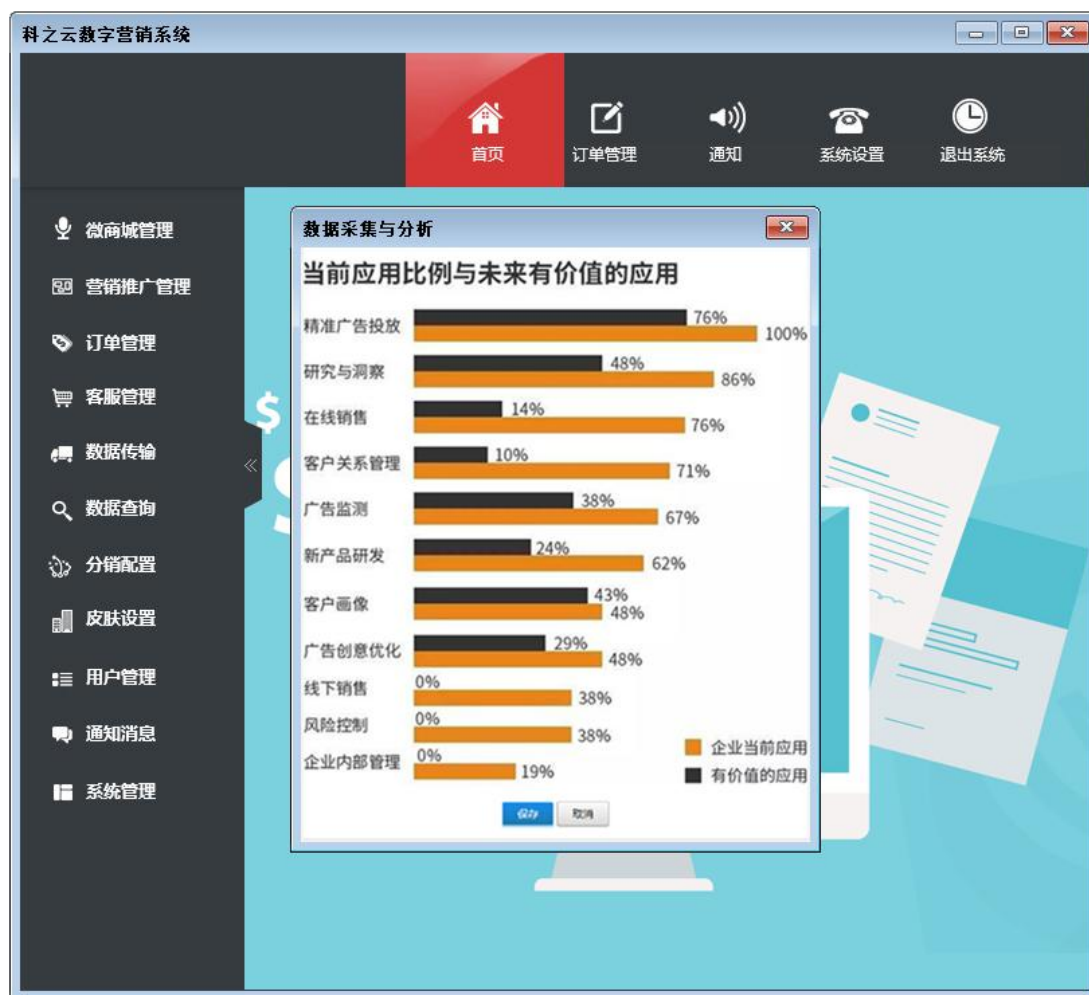 科之云数字营销系统
首页
订单管理
通知
系统设置
退出系统
微商城管理
营销推广管理
订单管理
客服管理
数据传输
数据查询
分销配置
皮肤设置
用户管理
通知消息
系统管理
数据采集与分析
当前应用比例与未来有价值的应用
精准广告投放
76%
100%
研究与洞察
48%
86%
在线销售
14%
76%
客户关系管理
10%
71%
广告监测
38%
67%
新产品研发
24%
62%
客户画像
43%
48%
广告创意优化
29%
48%
线下销售
0%
38%
风险控制
0%
38%
企业内部管理
0%
19%
企业当前应用
有价值的应用
保存
取消